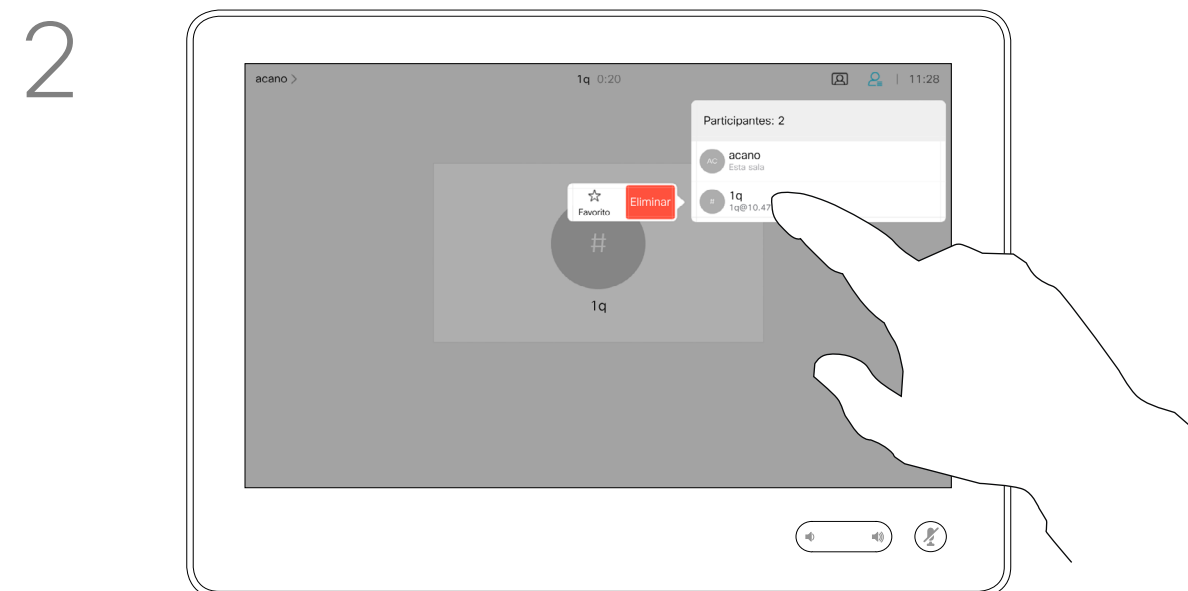 2
acano >
1q 0:20
11:28
Participantes: 2
AC
acano
Esta sala
Favorito
Eliminar
#
1q
1q@10.47
#
1q